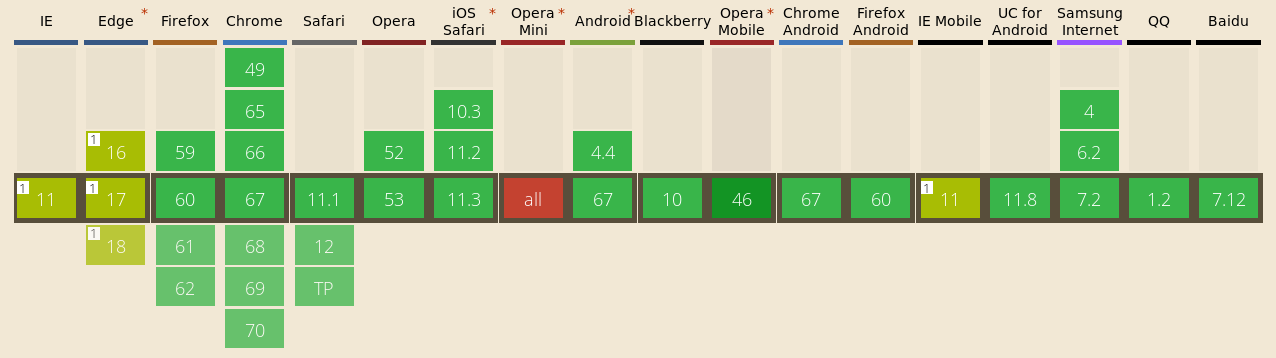 IE Edge * Firefox Chrome Safari Opera iOS Safari * Opera Mini * Android * Blackberry Opera Mobile * Chrome Android Firefox Android IE Mobile UC for Android Samsung Internet QQ Baidu
49
65 10.3 4
1 16 59 66 52 11.2 4.4 6.2
1 11 1 17 60 67 11.1 53 11.3 all 67 10 46 67 60 1 11 11.8 7.2 1.2 7.12
1 18 61 68 12
62 69 TP
70